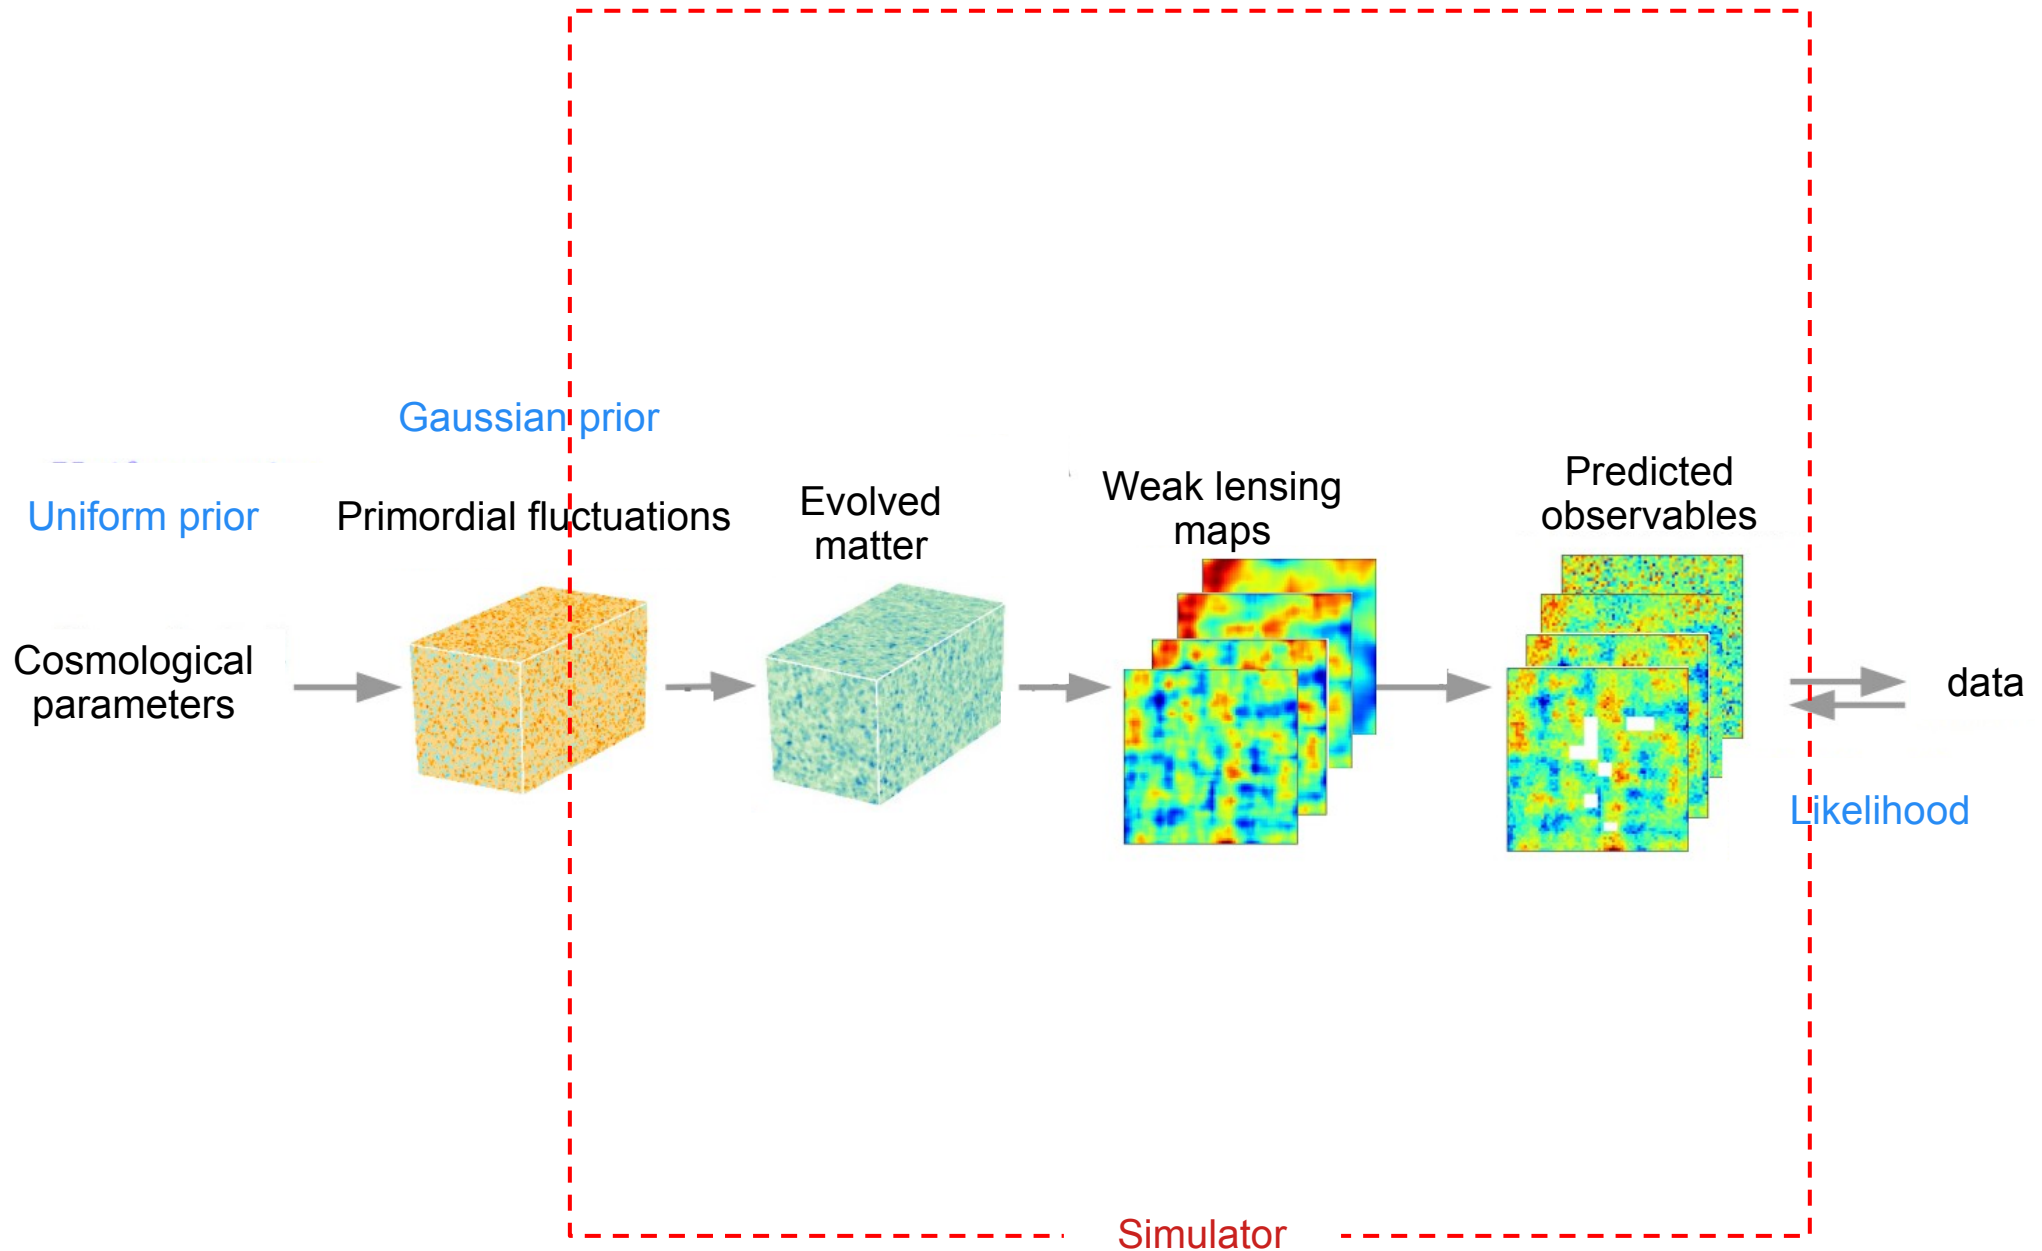 Gaussian prior
Uniform prior
Primordial fluctuations
Evolved
matter
Weak lensing
maps
Predicted
observables
Cosmological
parameters
data
Likelihood
Simulator